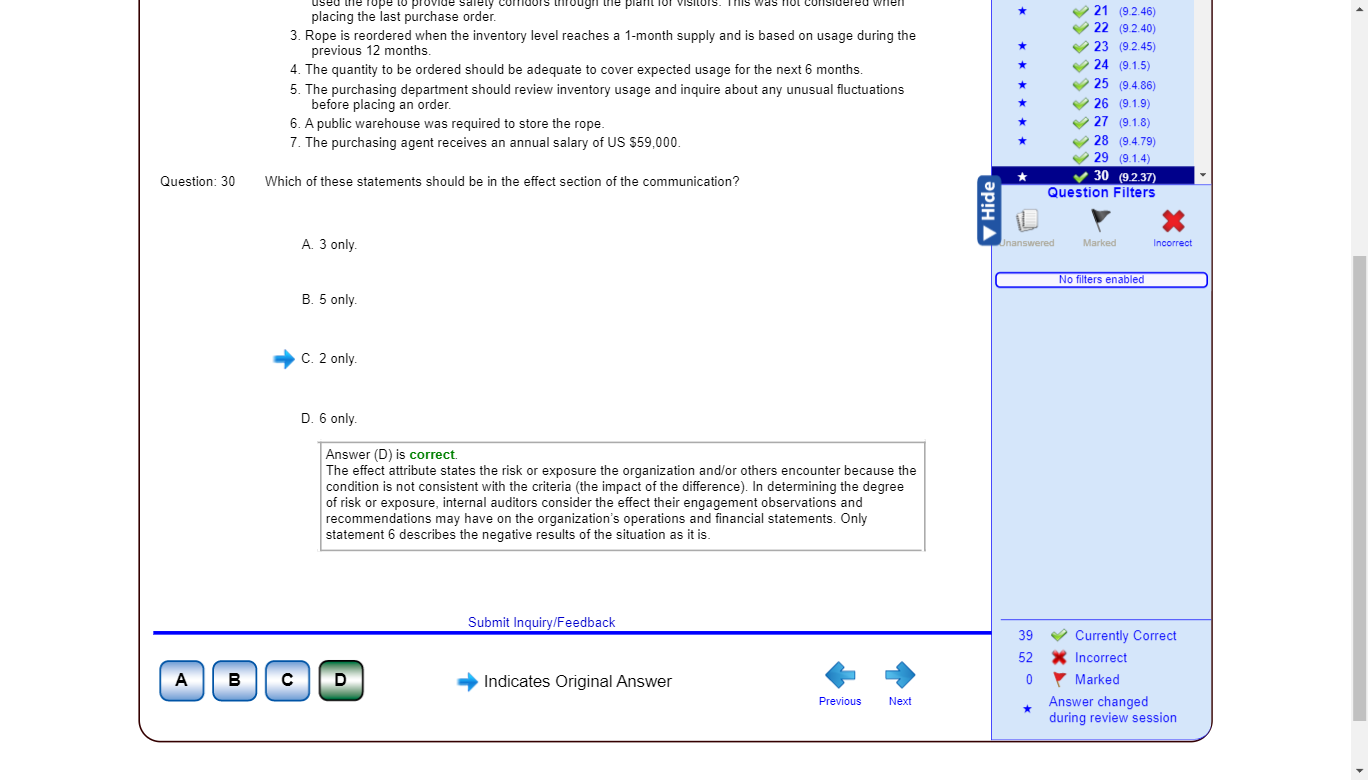 used the rope to provide safety corridors through the plant for visitors. This was not considered when
placing the last purchase order.
3. Rope is reordered when the inventory level reaches a 1-month supply and is based on usage during the
previous 12 months.
4. The quantity to be ordered should be adequate to cover expected usage for the next 6 months.
5. The purchasing department should review inventory usage and inquire about any unusual fluctuations
before placing an order.
6. A public warehouse was required to store the rope.
7. The purchasing agent receives an annual salary of US $59,000.
Question: 30 Which of these statements should be in the effect section of the communication?
A. 3 only.
B. 5 only.
C. 2 only.
D. 6 only.
Answer (D) is correct.
The effect attribute states the risk or exposure the organization and/or others encounter because the
condition is not consistent with the criteria (the impact of the difference). In determining the degree
of risk or exposure, internal auditors consider the effect their engagement observations and
recommendations may have on the organization's operations and financial statements. Only
statement 6 describes the negative results of the situation as it is.
Submit Inquiry/Feedback
A B C D
Indicates Original Answer
Previous Next
21 (9.2.46)
22 (9.2.40)
23 (9.2.45)
24 (9.1.5)
25 (9.4.86)
26 (9.1.9)
27 (9.1.8)
28 (9.4.79)
29 (9.1.4)
30 (9.2.37)
Hide
Question Filters
Unanswered Marked Incorrect
No filters enabled
39 Currently Correct
52 Incorrect
0 Marked
Answer changed
during review session